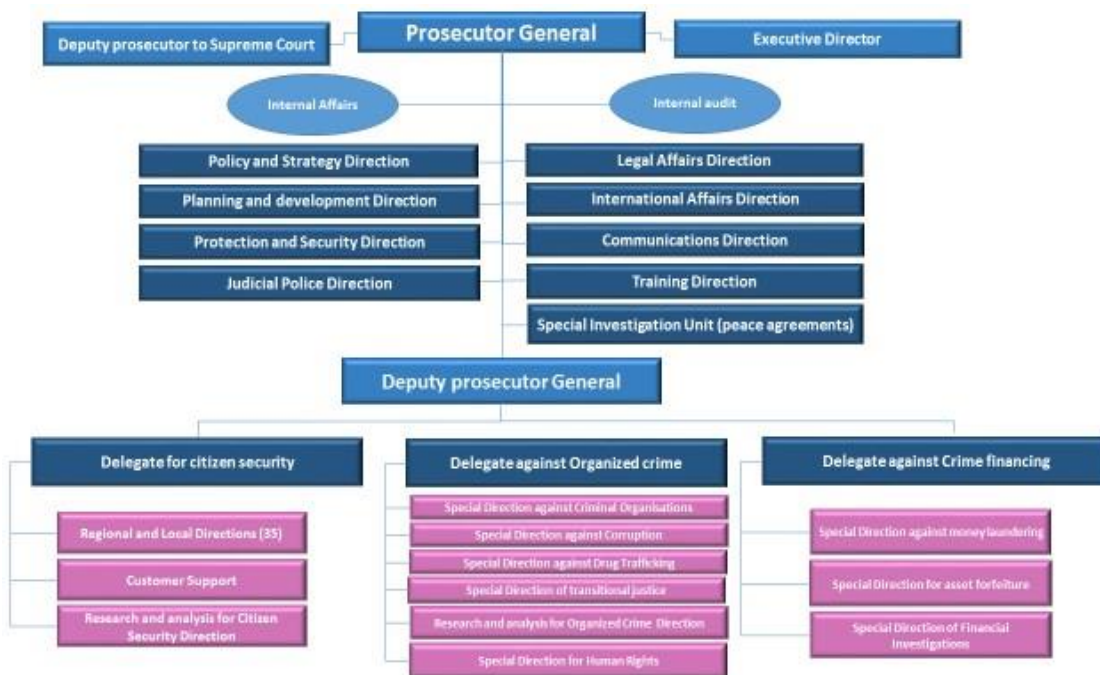 Prosecutor General
Deputy prosecutor to Supreme Court
Executive Director
Internal Affairs
Internal audit
Policy and Strategy Direction
Legal Affairs Direction
Planning and development Direction
International Affairs Direction
Protection and Security Direction
Communications Direction
Judicial Police Direction
Training Direction
Special Investigation Unit (peace agreements)
Deputy prosecutor General
Delegate for citizen security
Regional and Local Directions (35)
Customer Support
Research and analysis for Citizen
Security Direction
Delegate against Organized crime
Special Direction against Criminal Organisations
Special Direction against Corruption
Special Direction against Drug Trafficking
Special Direction of transitional justice
Research and analysis for Organized Crime Direction
Special Direction for Human Rights
Delegate against Crime financing
Special Direction against money laundering
Special Direction for asset forfeiture
Special Direction of Financial
Investigations